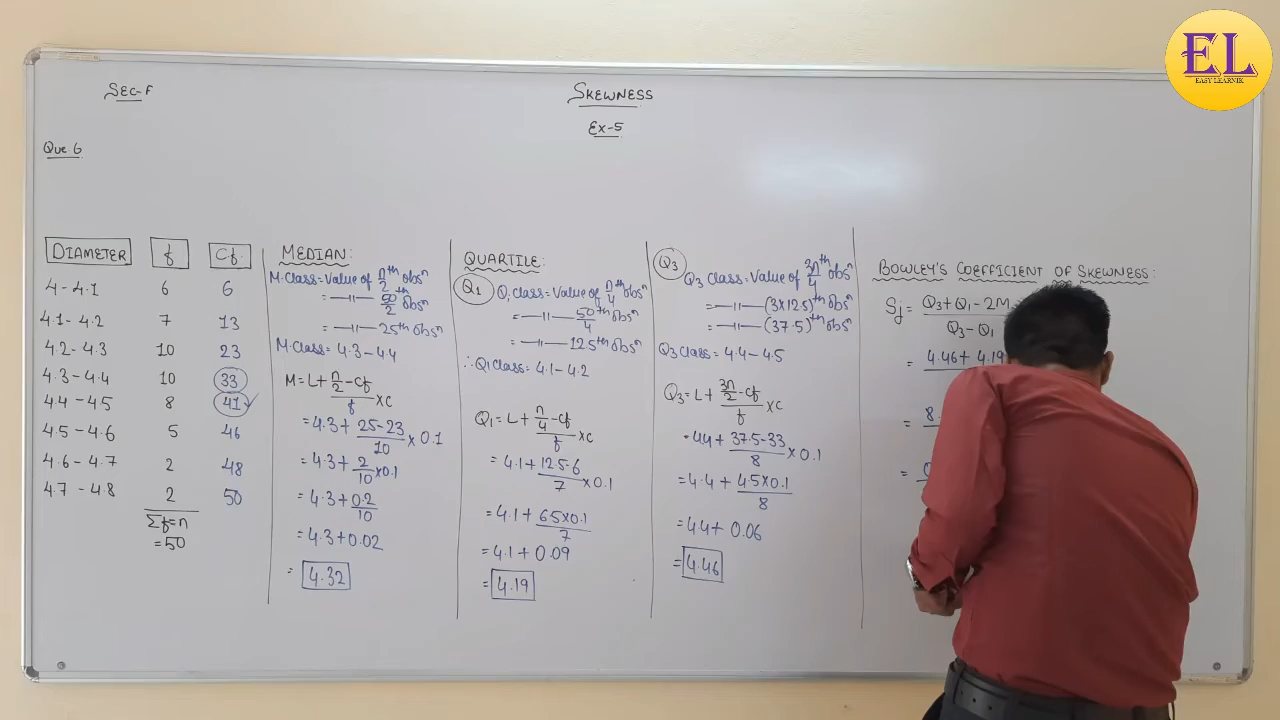 EL
EASY LEARNIK
SEC-F
SKEWNESS
Ex-5
Que 6
DIAMETER f Cf
4 - 4.1 6 6
4.1 - 4.2 7 13
4.2 - 4.3 10 23
4.3 - 4.4 10 33
4.4 - 4.5 8 41
4.5 - 4.6 5 46
4.6 - 4.7 2 48
4.7 - 4.8 2 50
Σf=n
=50
MEDIAN:
M.Class = Value of n/2 th obsn
= —"— 50/2 th obsn
= —"— 25th obsn
M.Class = 4.3 - 4.4
M = L + (n/2 - Cf)/f × C
= 4.3 + (25-23)/10 × 0.1
= 4.3 + 2/10 × 0.1
= 4.3 + 0.2/10
= 4.3 + 0.02
= 4.32
QUARTILE:
Q1 Q1 Class = Value of n/4 th obsn
= —"— 50/4 th obsn
= —"— 12.5th obsn
∴ Q1 Class = 4.1 - 4.2
Q1 = L + (n/4 - Cf)/f × C
= 4.1 + (12.5-6)/7 × 0.1
= 4.1 + (6.5×0.1)/7
= 4.1 + 0.09
= 4.19
Q3 Q3 Class = Value of 3n/4 th obsn
= —"— (3×12.5)th obsn
= —"— (37.5)th obsn
Q3 Class = 4.4 - 4.5
Q3 = L + (3n/2 - Cf)/f × C
= 4.4 + (37.5-33)/8 × 0.1
= 4.4 + (4.5×0.1)/8
= 4.4 + 0.06
= 4.46
BOWLEY'S COEFFICIENT OF SKEWNESS:
Sj = (Q3 + Q1 - 2M)/(Q3 - Q1)
= 4.46 + 4.19
= 8.
=